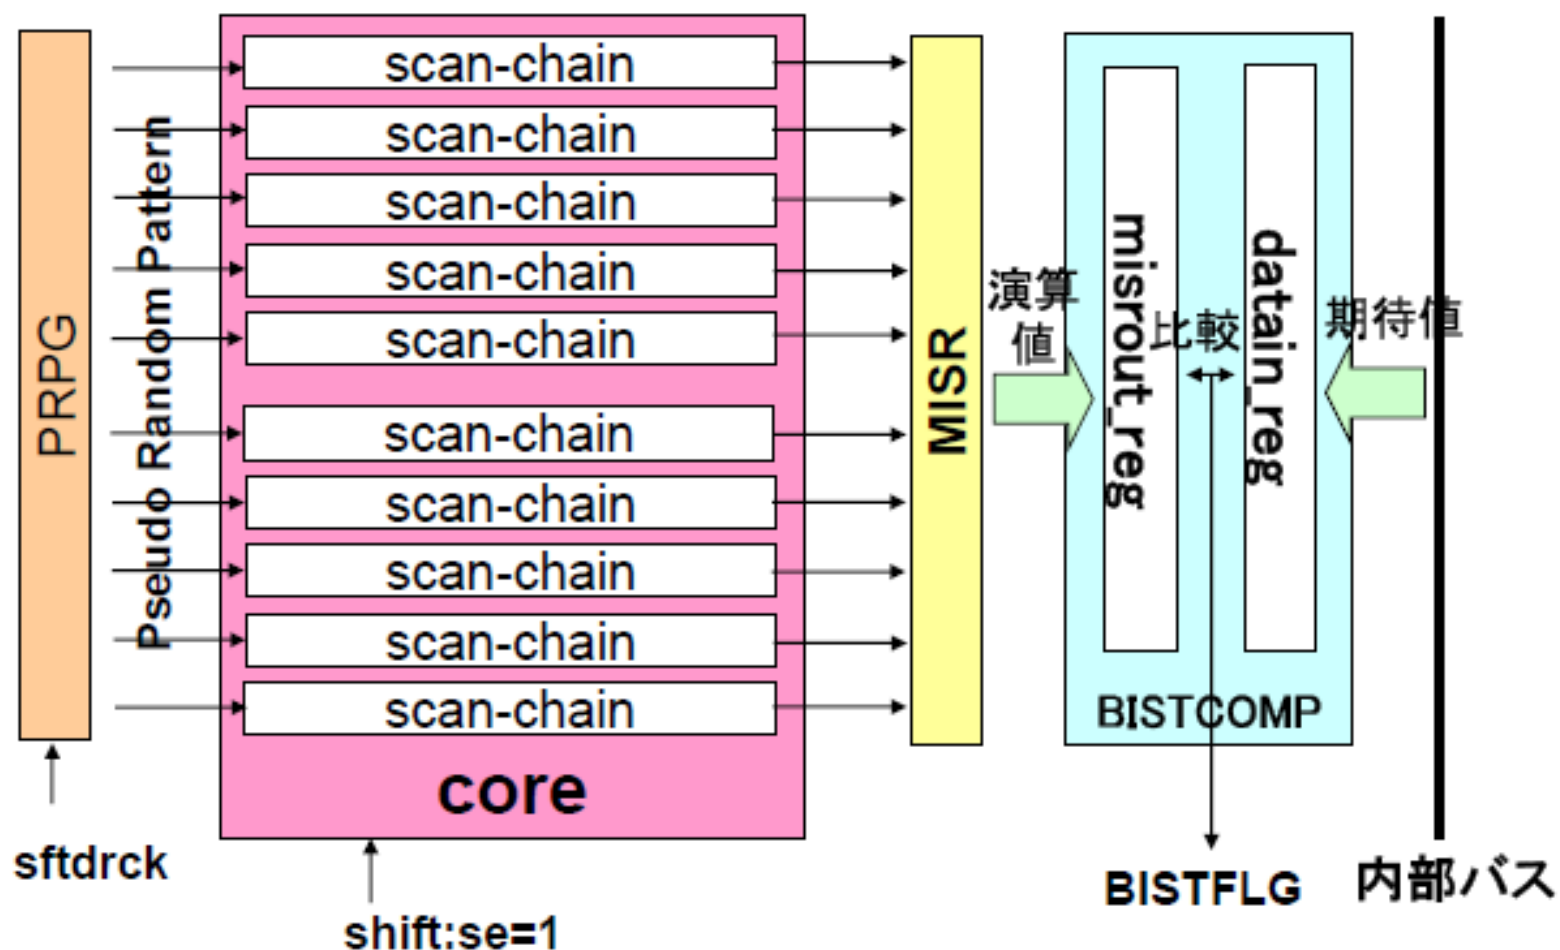 PRPG
Pseudo Random Pattern
scan-chain
scan-chain
scan-chain
scan-chain
scan-chain
scan-chain
scan-chain
scan-chain
scan-chain
scan-chain
core
MISR
演算
値
misrout_reg
比較
datain_reg
期待値
BISTCOMP
sftdrck
shift:se=1
BISTFLG
内部バス